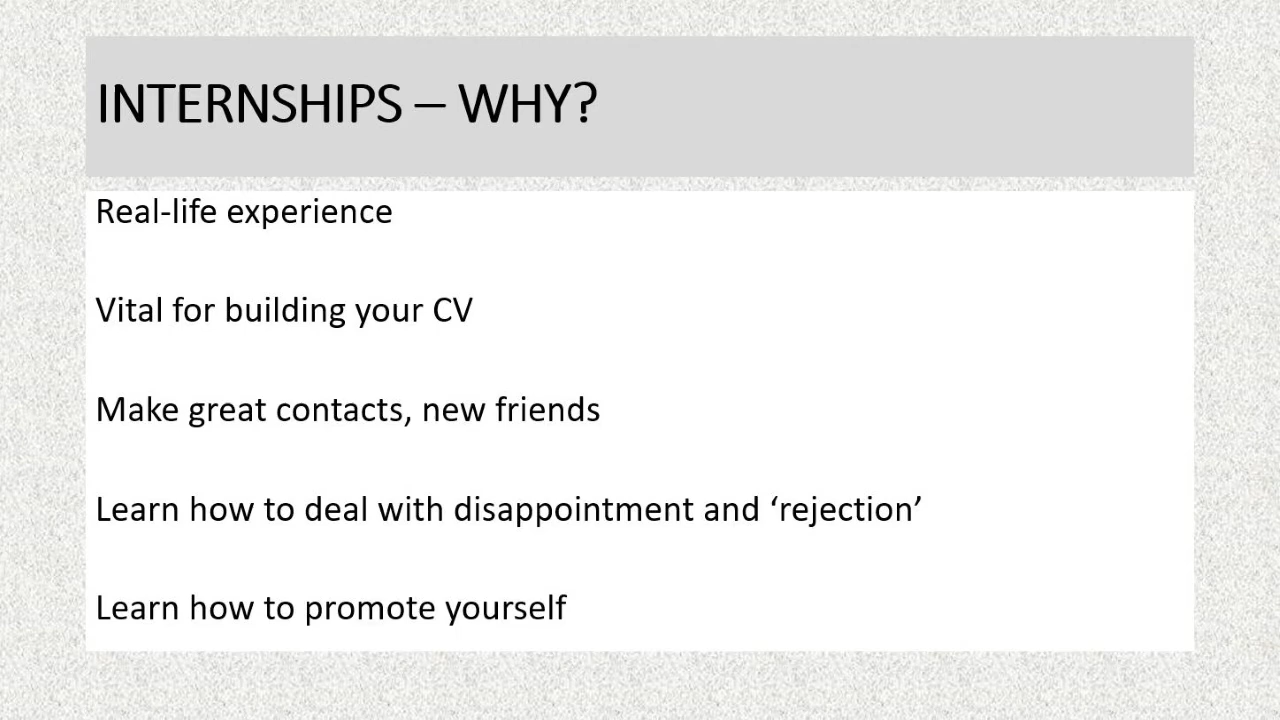 INTERNSHIPS – WHY?
Real-life experience
Vital for building your CV
Make great contacts, new friends
Learn how to deal with disappointment and ‘rejection’
Learn how to promote yourself